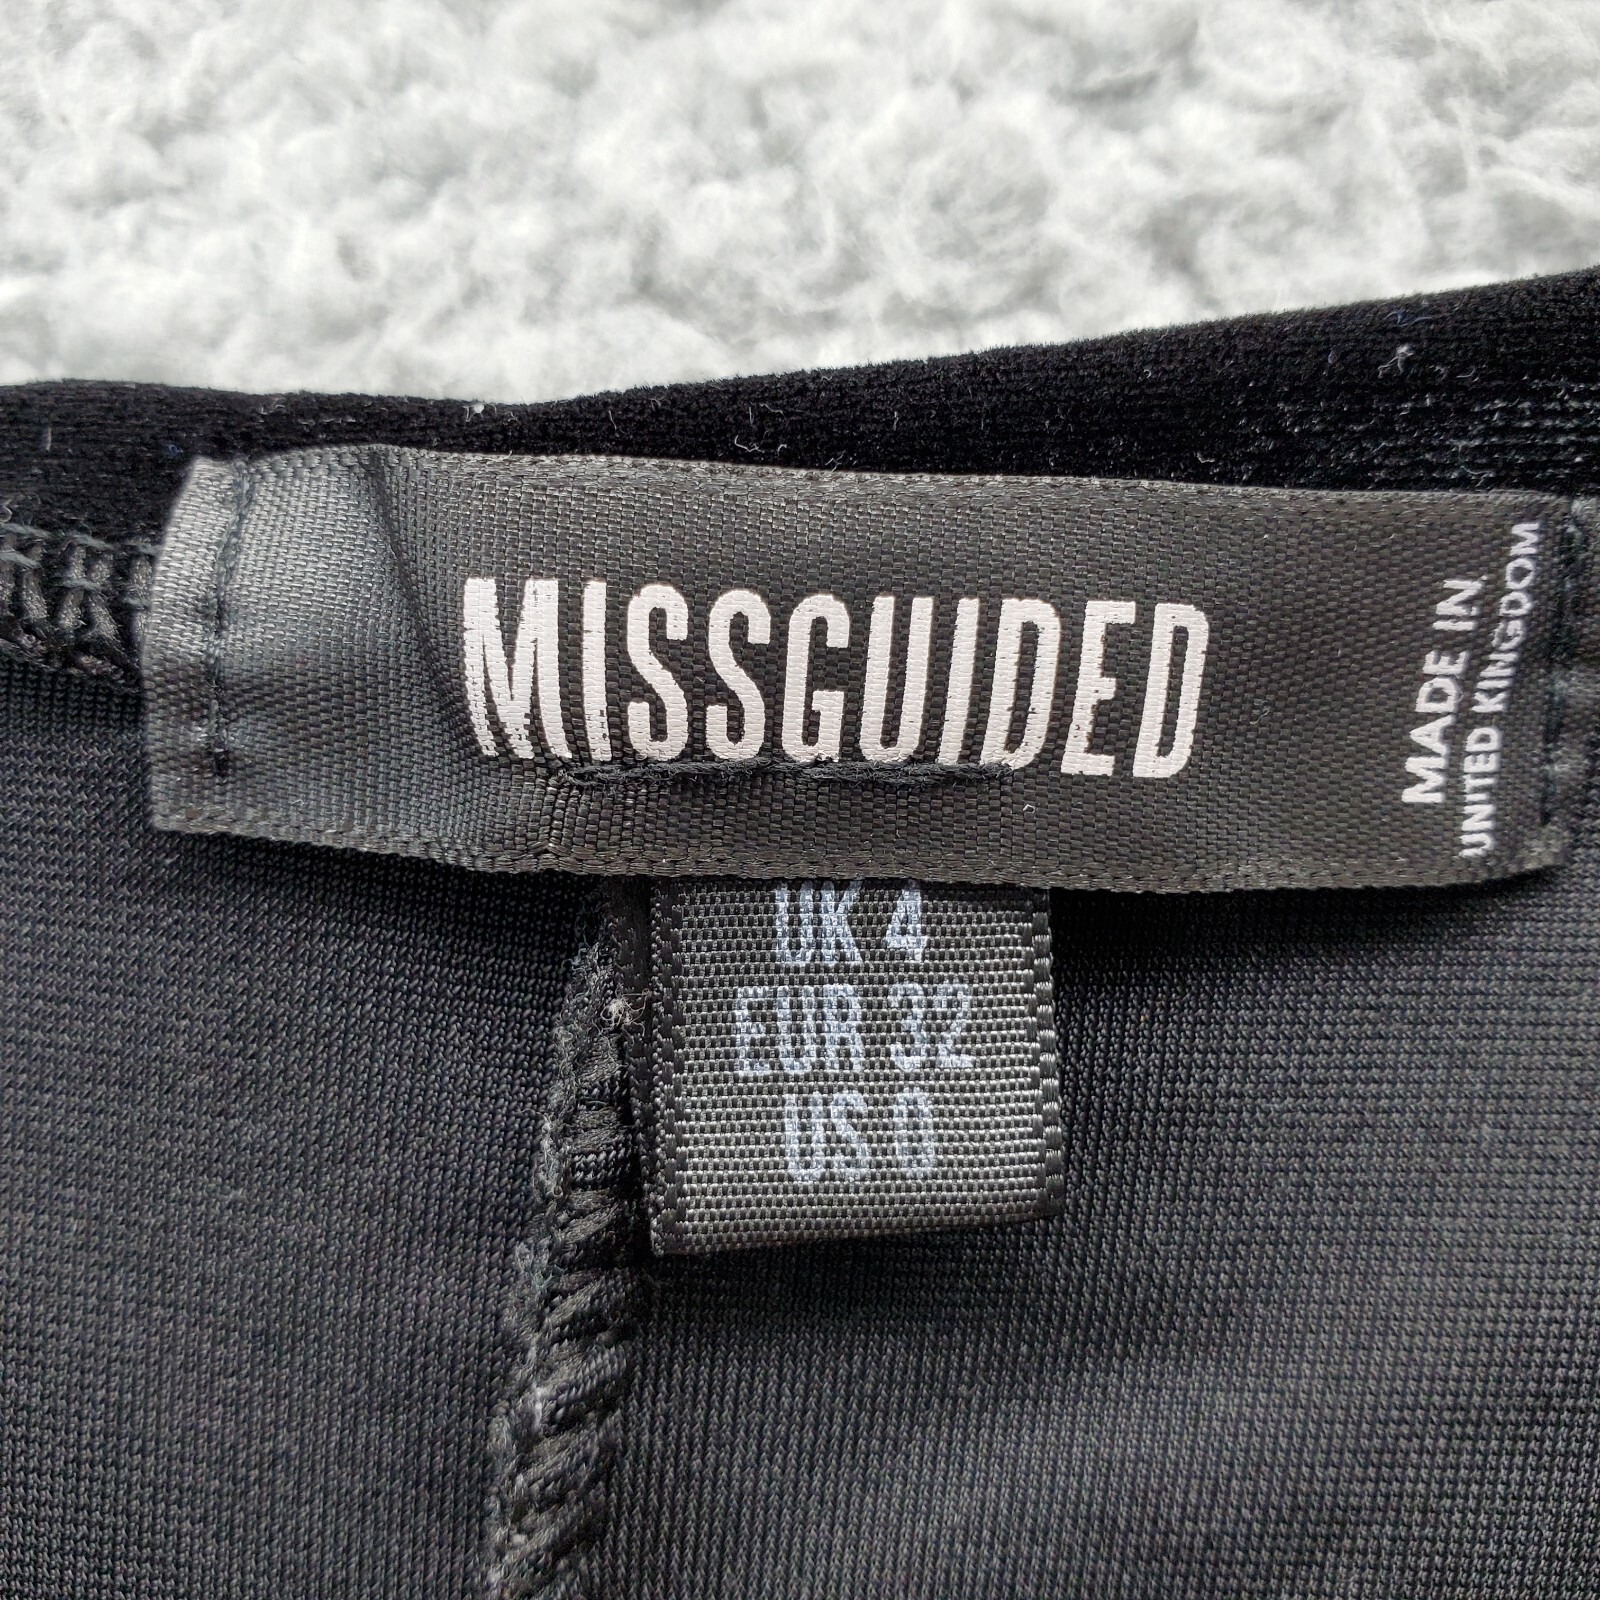 MISSGUIDED
MADE IN
UNITED KINGDOM
UK 4
EUR 32
US 0